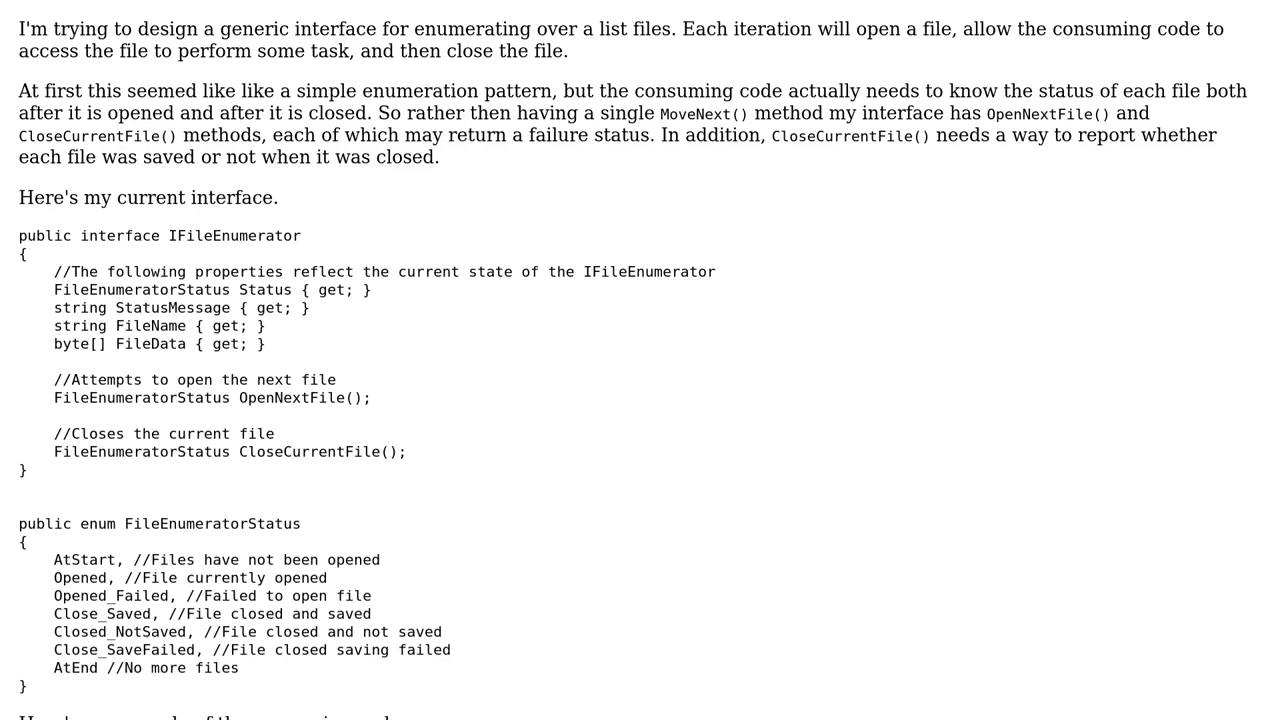 I'm trying to design a generic interface for enumerating over a list files. Each iteration will open a file, allow the consuming code to
access the file to perform some task, and then close the file.
At first this seemed like like a simple enumeration pattern, but the consuming code actually needs to know the status of each file both
after it is opened and after it is closed. So rather then having a single MoveNext() method my interface has OpenNextFile() and
CloseCurrentFile() methods, each of which may return a failure status. In addition, CloseCurrentFile() needs a way to report whether
each file was saved or not when it was closed.
Here's my current interface.
public interface IFileEnumerator
{
    //The following properties reflect the current state of the IFileEnumerator
    FileEnumeratorStatus Status { get; }
    string StatusMessage { get; }
    string FileName { get; }
    byte[] FileData { get; }
    //Attempts to open the next file
    FileEnumeratorStatus OpenNextFile();
    //Closes the current file
    FileEnumeratorStatus CloseCurrentFile();
}
public enum FileEnumeratorStatus
{
    AtStart, //Files have not been opened
    Opened, //File currently opened
    Opened_Failed, //Failed to open file
    Close_Saved, //File closed and saved
    Closed_NotSaved, //File closed and not saved
    Close_SaveFailed, //File closed saving failed
    AtEnd //No more files
}